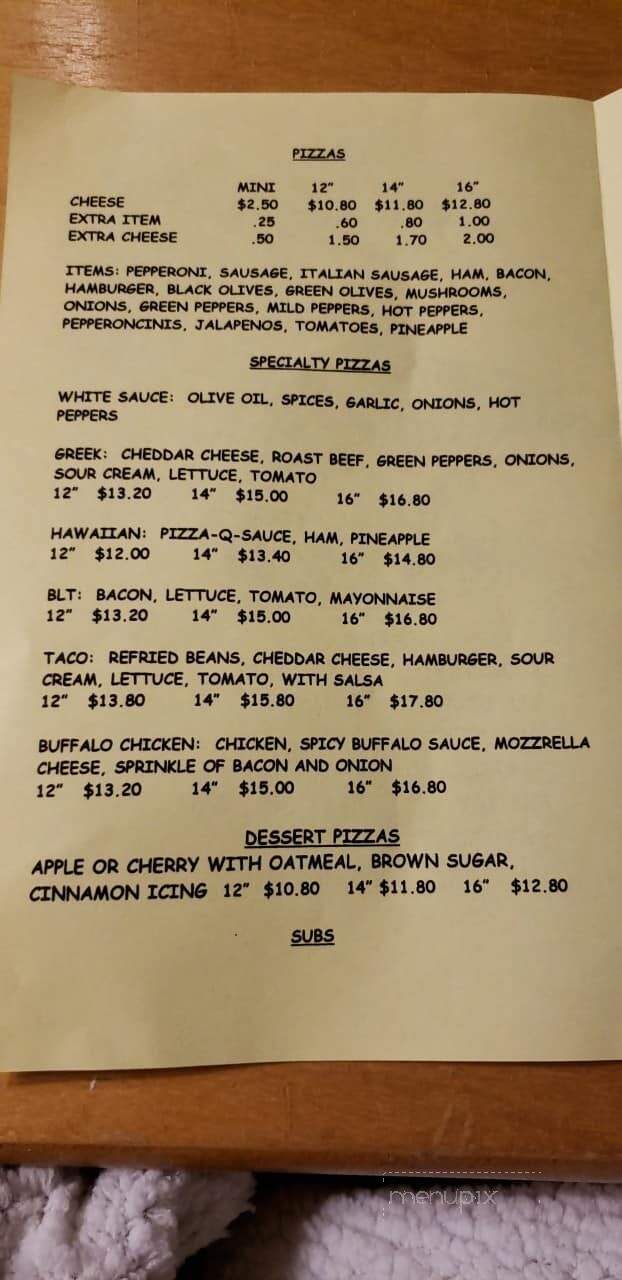 PIZZAS
MINI 12" 14" 16"
CHEESE $2.50 $10.80 $11.80 $12.80
EXTRA ITEM .25 .60 .80 1.00
EXTRA CHEESE .50 1.50 1.70 2.00
ITEMS: PEPPERONI, SAUSAGE, ITALIAN SAUSAGE, HAM, BACON,
HAMBURGER, BLACK OLIVES, GREEN OLIVES, MUSHROOMS,
ONIONS, GREEN PEPPERS, MILD PEPPERS, HOT PEPPERS,
PEPPERONCINIS, JALAPENOS, TOMATOES, PINEAPPLE
SPECIALTY PIZZAS
WHITE SAUCE: OLIVE OIL, SPICES, GARLIC, ONIONS, HOT
PEPPERS
GREEK: CHEDDAR CHEESE, ROAST BEEF, GREEN PEPPERS, ONIONS,
SOUR CREAM, LETTUCE, TOMATO
12" $13.20 14" $15.00 16" $16.80
HAWAIIAN: PIZZA-Q-SAUCE, HAM, PINEAPPLE
12" $12.00 14" $13.40 16" $14.80
BLT: BACON, LETTUCE, TOMATO, MAYONNAISE
12" $13.20 14" $15.00 16" $16.80
TACO: REFRIED BEANS, CHEDDAR CHEESE, HAMBURGER, SOUR
CREAM, LETTUCE, TOMATO, WITH SALSA
12" $13.80 14" $15.80 16" $17.80
BUFFALO CHICKEN: CHICKEN, SPICY BUFFALO SAUCE, MOZZRELLA
CHEESE, SPRINKLE OF BACON AND ONION
12" $13.20 14" $15.00 16" $16.80
DESSERT PIZZAS
APPLE OR CHERRY WITH OATMEAL, BROWN SUGAR,
CINNAMON ICING 12" $10.80 14" $11.80 16" $12.80
SUBS
menupix